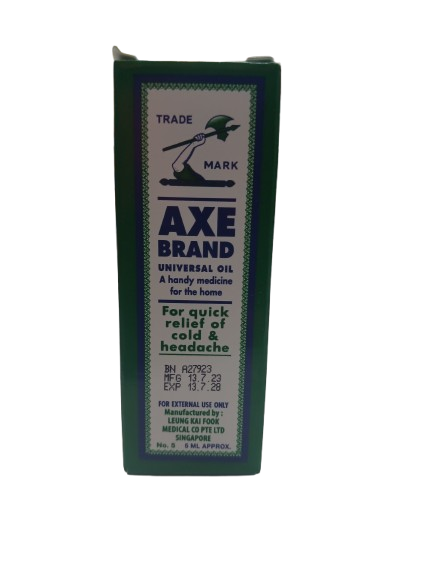 TRADE
MARK
AXE
BRAND
UNIVERSAL OIL
A handy medicine
for the home
For quick
relief of
cold &
headache
BN A27923
MFG 13.7.23
EXP 13.7.28
FOR EXTERNAL USE ONLY
Manufactured by :
LEUNG KAI FOOK
MEDICAL CO PTE LTD
SINGAPORE
No. 5 5 ML APPROX.